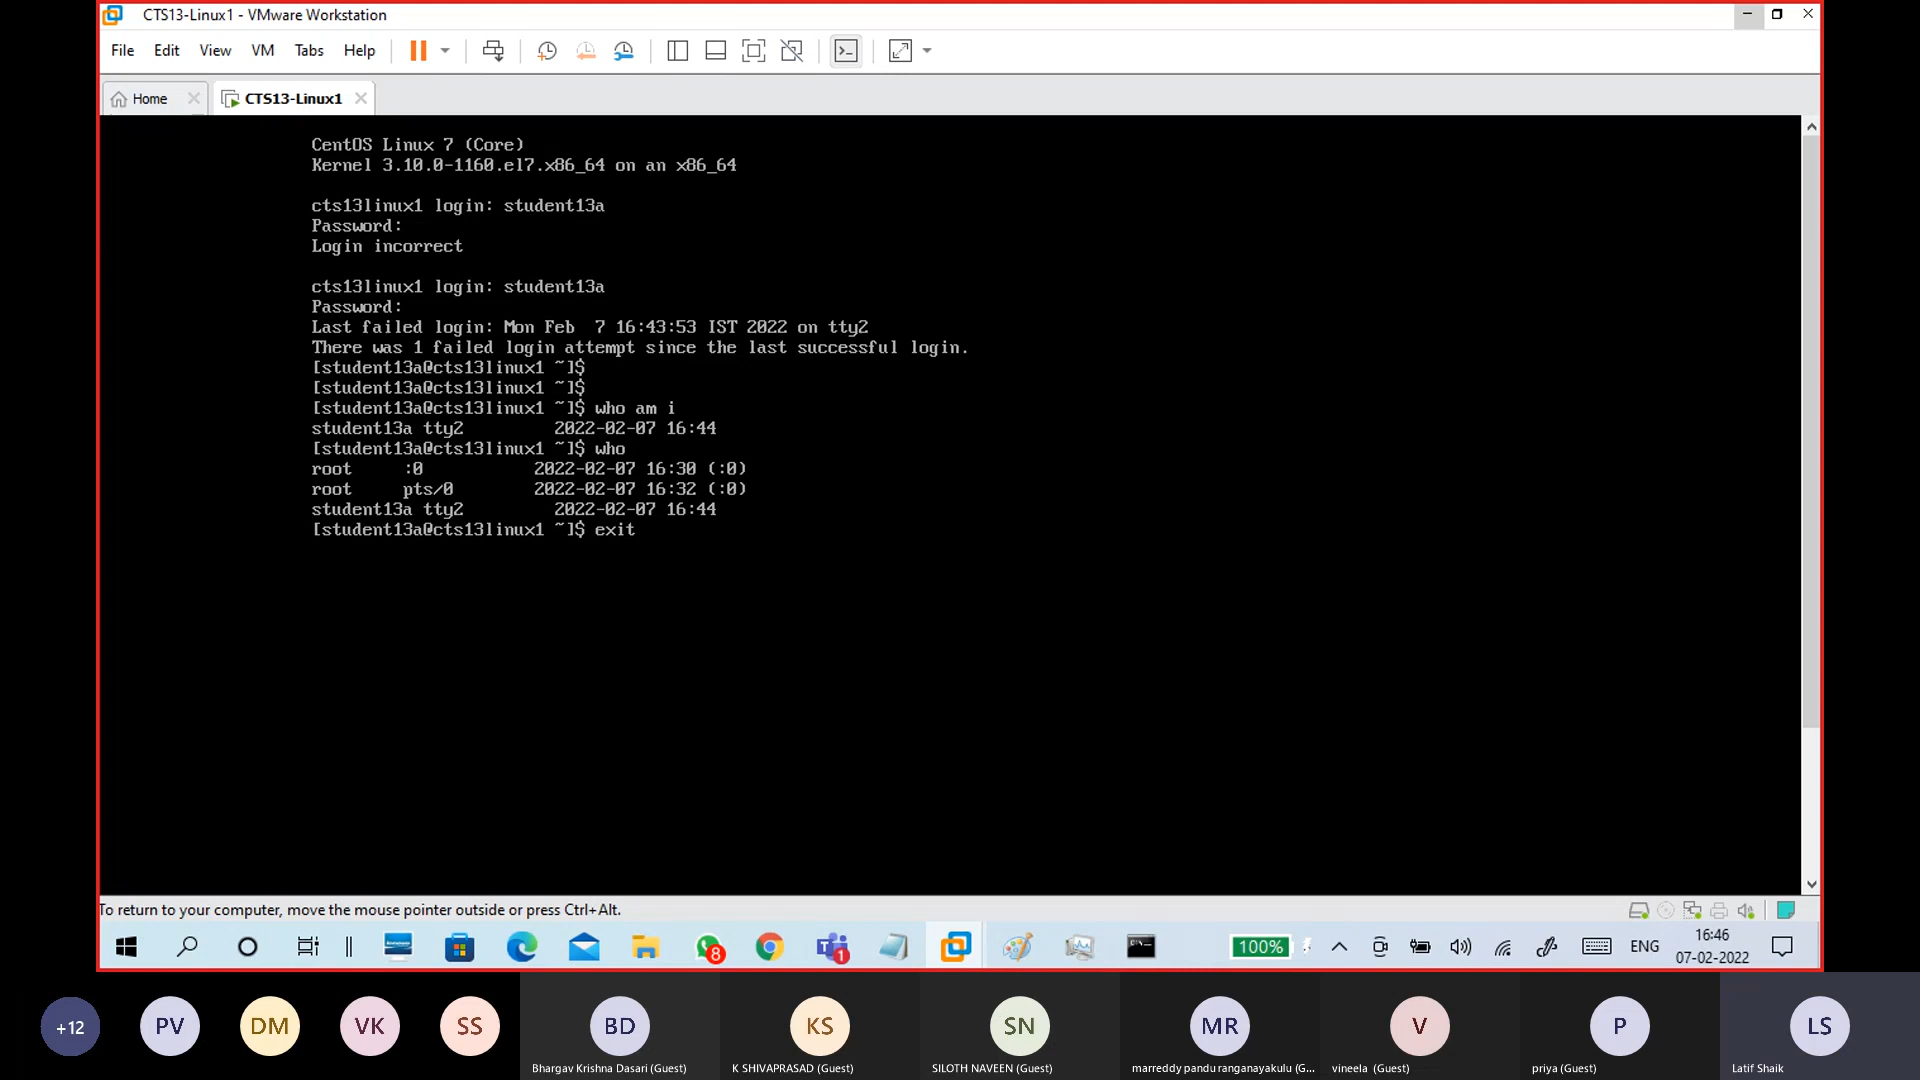 CTS13-Linux1 - VMware Workstation
File Edit View VM Tabs Help
Home CTS13-Linux1
CentOS Linux 7 (Core)
Kernel 3.10.0-1160.el7.x86_64 on an x86_64
cts13linux1 login: student13a
Password:
Login incorrect
cts13linux1 login: student13a
Password:
Last failed login: Mon Feb  7 16:43:53 IST 2022 on tty2
There was 1 failed login attempt since the last successful login.
[student13a@cts13linux1 ~]$
[student13a@cts13linux1 ~]$
[student13a@cts13linux1 ~]$ who am i
student13a tty2         2022-02-07 16:44
[student13a@cts13linux1 ~]$ who
root     :0           2022-02-07 16:30 (:0)
root     pts/0        2022-02-07 16:32 (:0)
student13a tty2         2022-02-07 16:44
[student13a@cts13linux1 ~]$ exit
To return to your computer, move the mouse pointer outside or press Ctrl+Alt.
8 1 100% ENG 16:46
07-02-2022
+12 PV DM VK SS BD KS SN MR V P LS
Bhargav Krishna Dasari (Guest) K SHIVAPRASAD (Guest) SILOTH NAVEEN (Guest) marreddy pandu ranganayakulu (G... vineela (Guest) priya (Guest) Latif Shaik